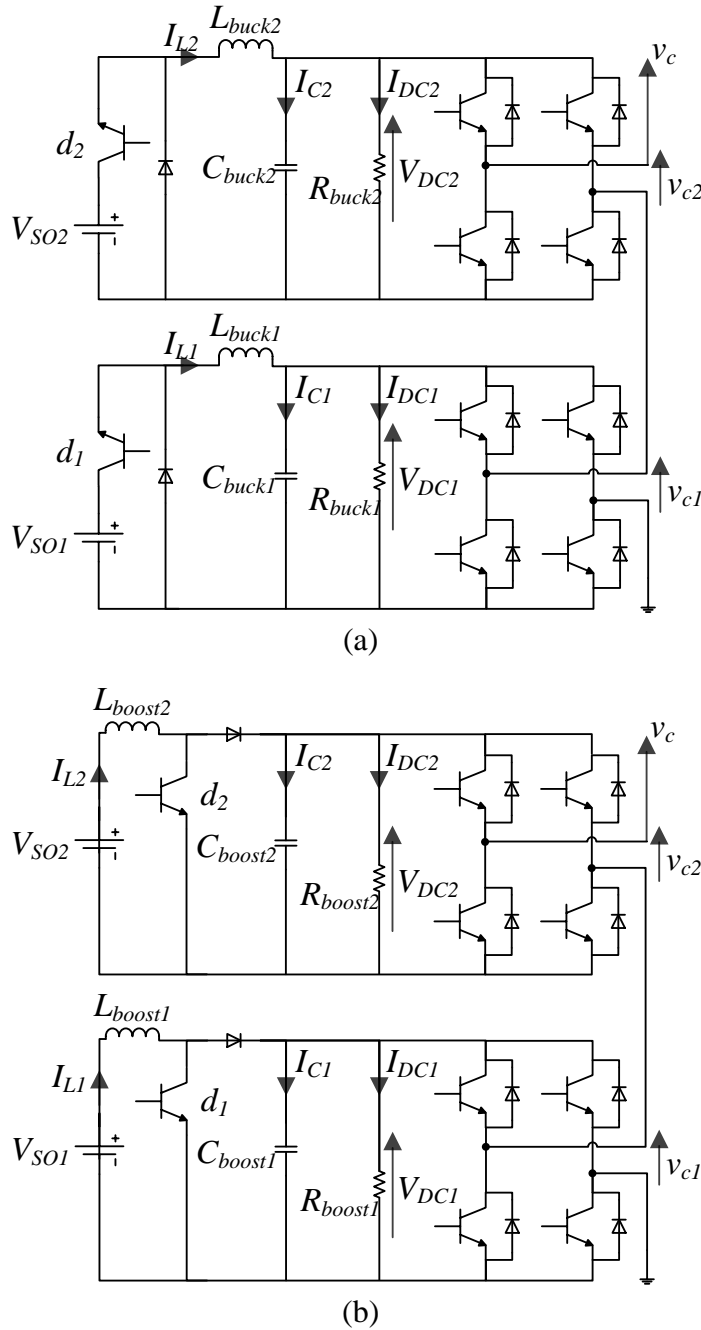 L_buck2
I_L2
v_c
I_C2
I_DC2
d_2
C_buck2
R_buck2
V_DC2
v_c2
V_SO2
+
-
L_buck1
I_L1
I_C1
I_DC1
d_1
C_buck1
R_buck1
V_DC1
v_c1
V_SO1
+
-
(a)
L_boost2
v_c
I_L2
I_C2
I_DC2
d_2
V_SO2
+
-
C_boost2
R_boost2
V_DC2
v_c2
L_boost1
I_L1
I_C1
I_DC1
d_1
V_SO1
+
-
C_boost1
R_boost1
V_DC1
v_c1
(b)